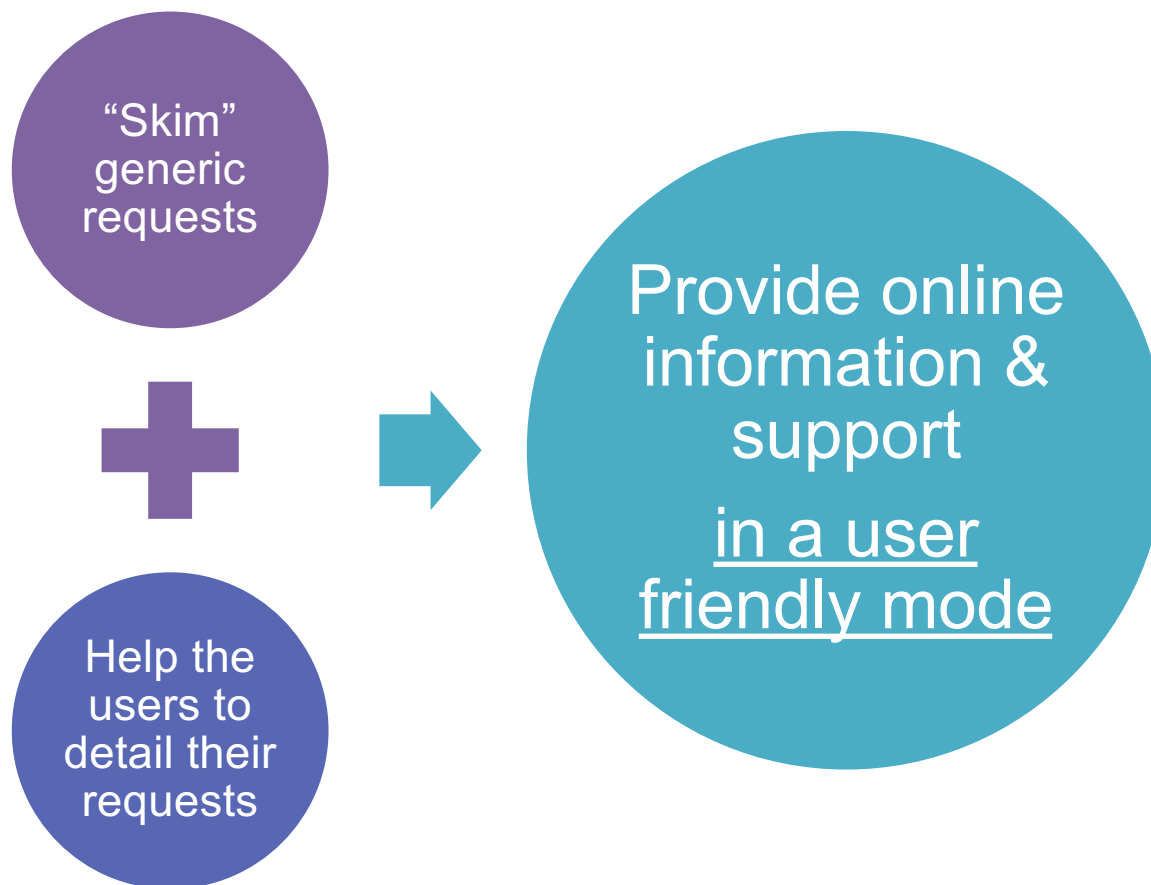 “Skim”
generic
requests
Help the
users to
detail their
requests
Provide online
information &
support
in a user
friendly mode